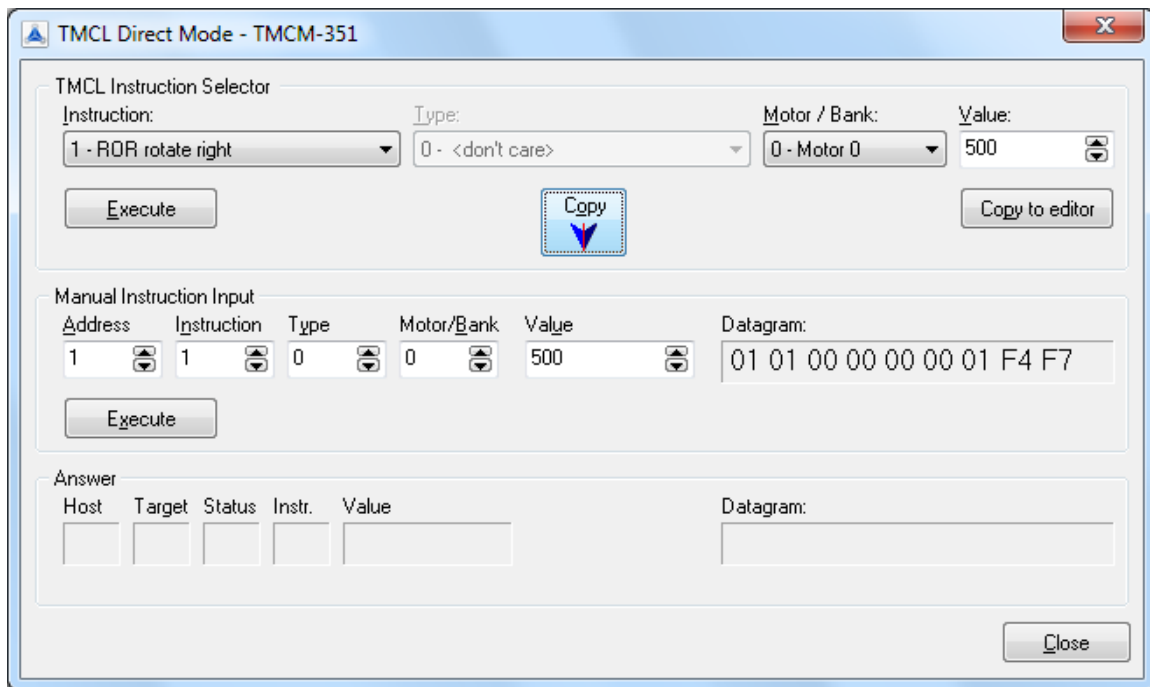 TMCL Direct Mode - TMCM-351
TMCL Instruction Selector
Instruction: Type: Motor / Bank: Value:
1 - ROR rotate right 0 - <don't care> 0 - Motor 0 500
Execute Copy Copy to editor
Manual Instruction Input
Address Instruction Type Motor/Bank Value Datagram:
1 1 0 0 500 01 01 00 00 00 00 01 F4 F7
Execute
Answer
Host Target Status Instr. Value Datagram:
Close